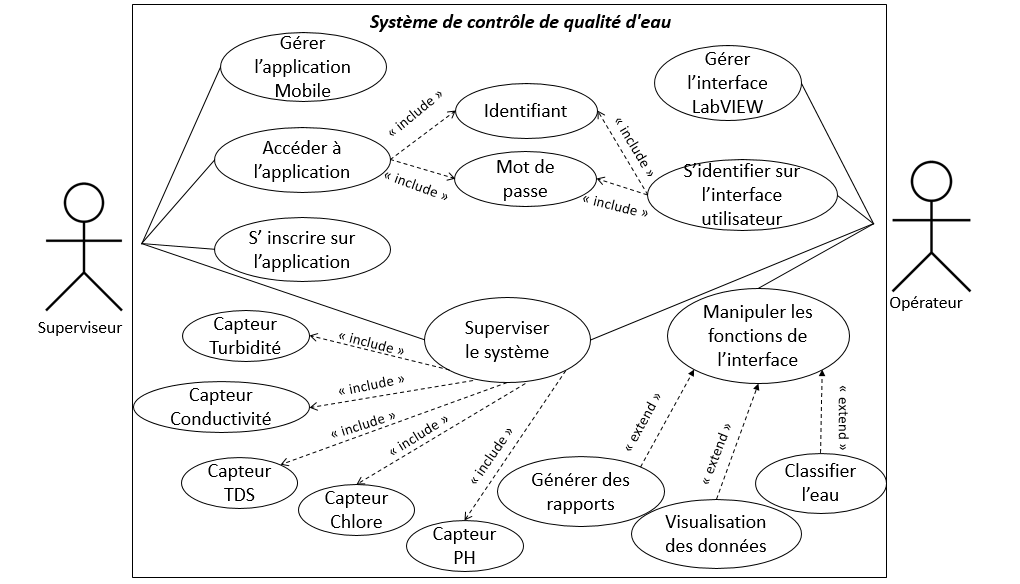 Système de contrôle de qualité d'eau
Gérer
l'application
Mobile
Gérer
l'interface
LabVIEW
« include »
Identifiant
« include »
Accéder à
l'application
Mot de
passe
« include »
« include »
S'identifier sur
l'interface
utilisateur
S' inscrire sur
l'application
Superviseur
Opérateur
Capteur
Turbidité
« include »
Superviser
le système
Manipuler les
fonctions de
l'interface
Capteur
Conductivité
« include »
« include »
« include »
« include »
« extend »
« extend »
« extend »
Capteur
TDS
Capteur
Chlore
Capteur
PH
Générer des
rapports
Visualisation
des données
Classifier
l'eau